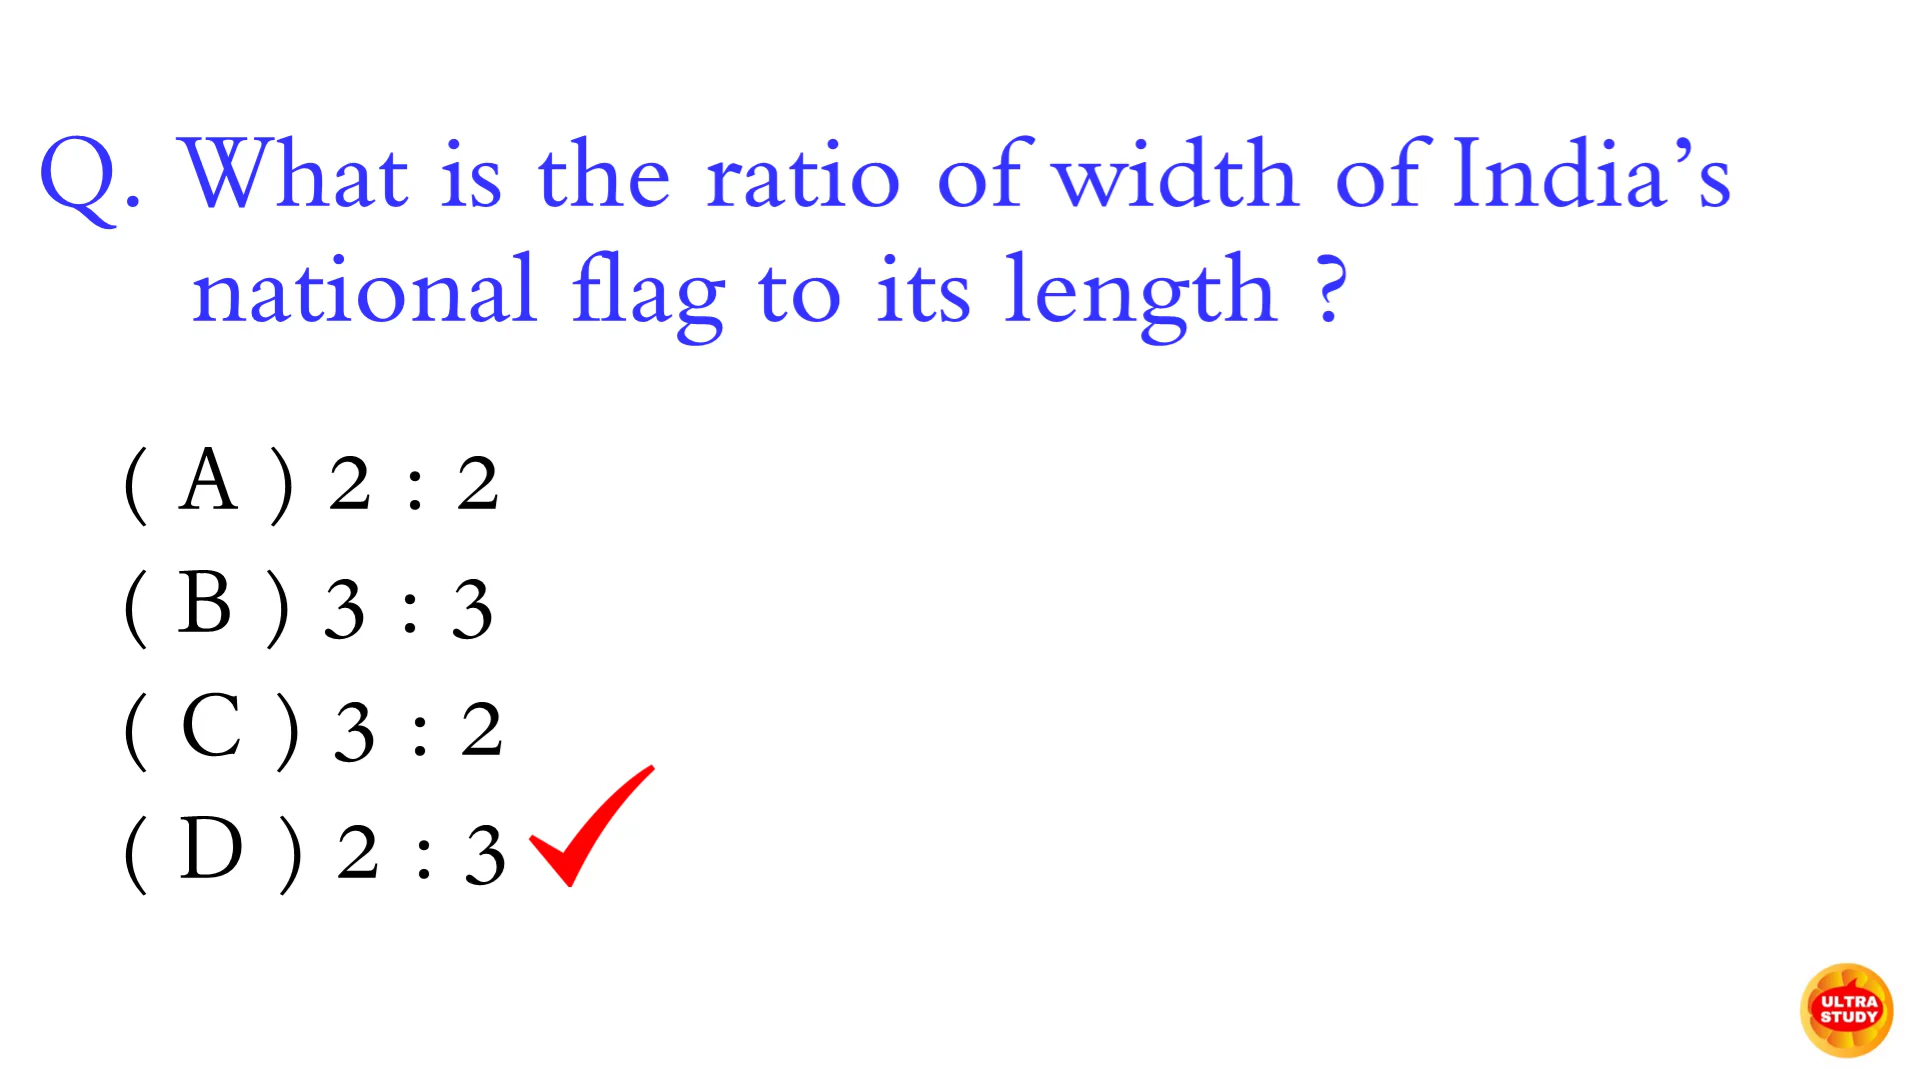 Q. What is the ratio of width of India’s
national flag to its length ?
( A ) 2 : 2
( B ) 3 : 3
( C ) 3 : 2
( D ) 2 : 3
ULTRA
STUDY